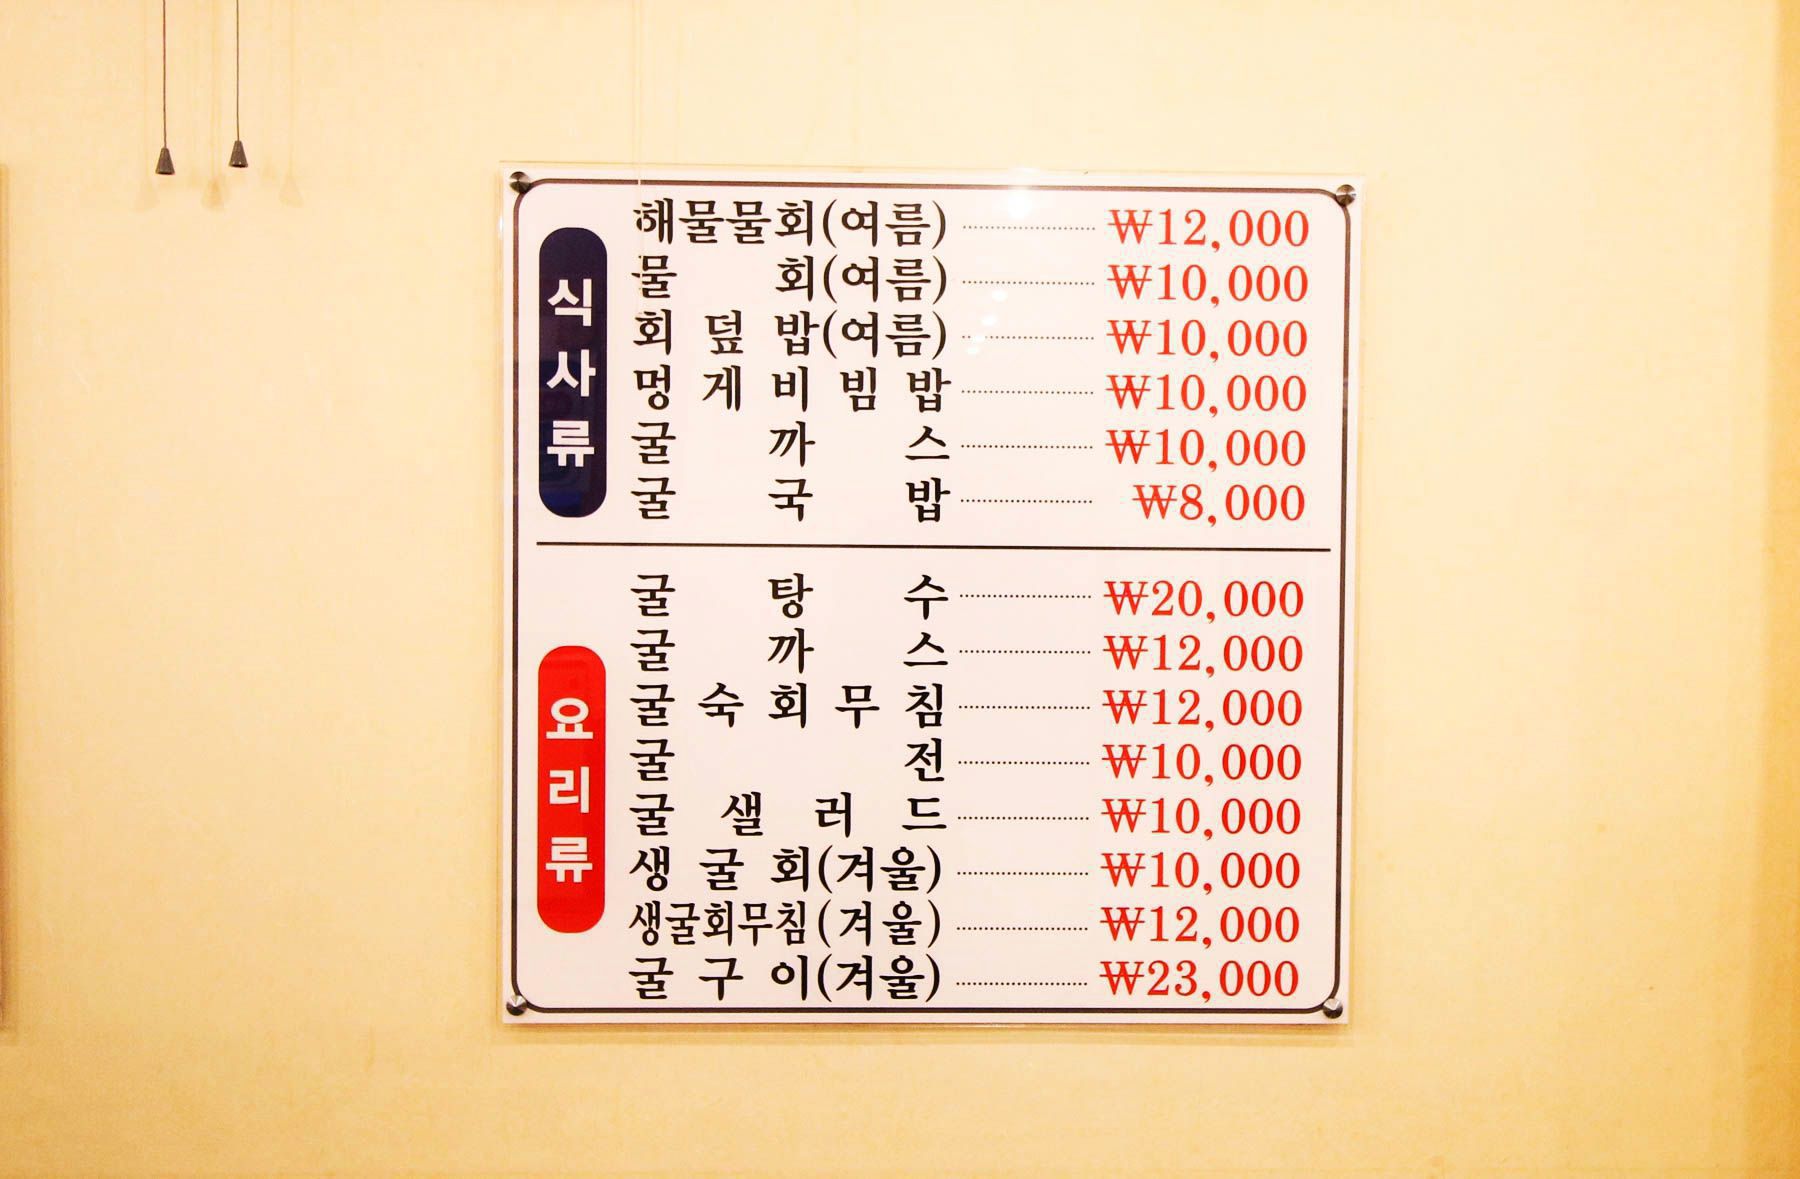 식사류
해물물회(여름) ₩12,000
물 회(여름) ₩10,000
회 덮 밥(여름) ₩10,000
멍 게 비 빔 밥 ₩10,000
굴 까 스 ₩10,000
굴 국 밥 ₩8,000
요리류
굴 탕 수 ₩20,000
굴 까 스 ₩12,000
굴 숙 회 무 침 ₩12,000
굴 전 ₩10,000
굴 샐 러 드 ₩10,000
생 굴 회(겨울) ₩10,000
생굴회무침(겨울) ₩12,000
굴 구 이(겨울) ₩23,000